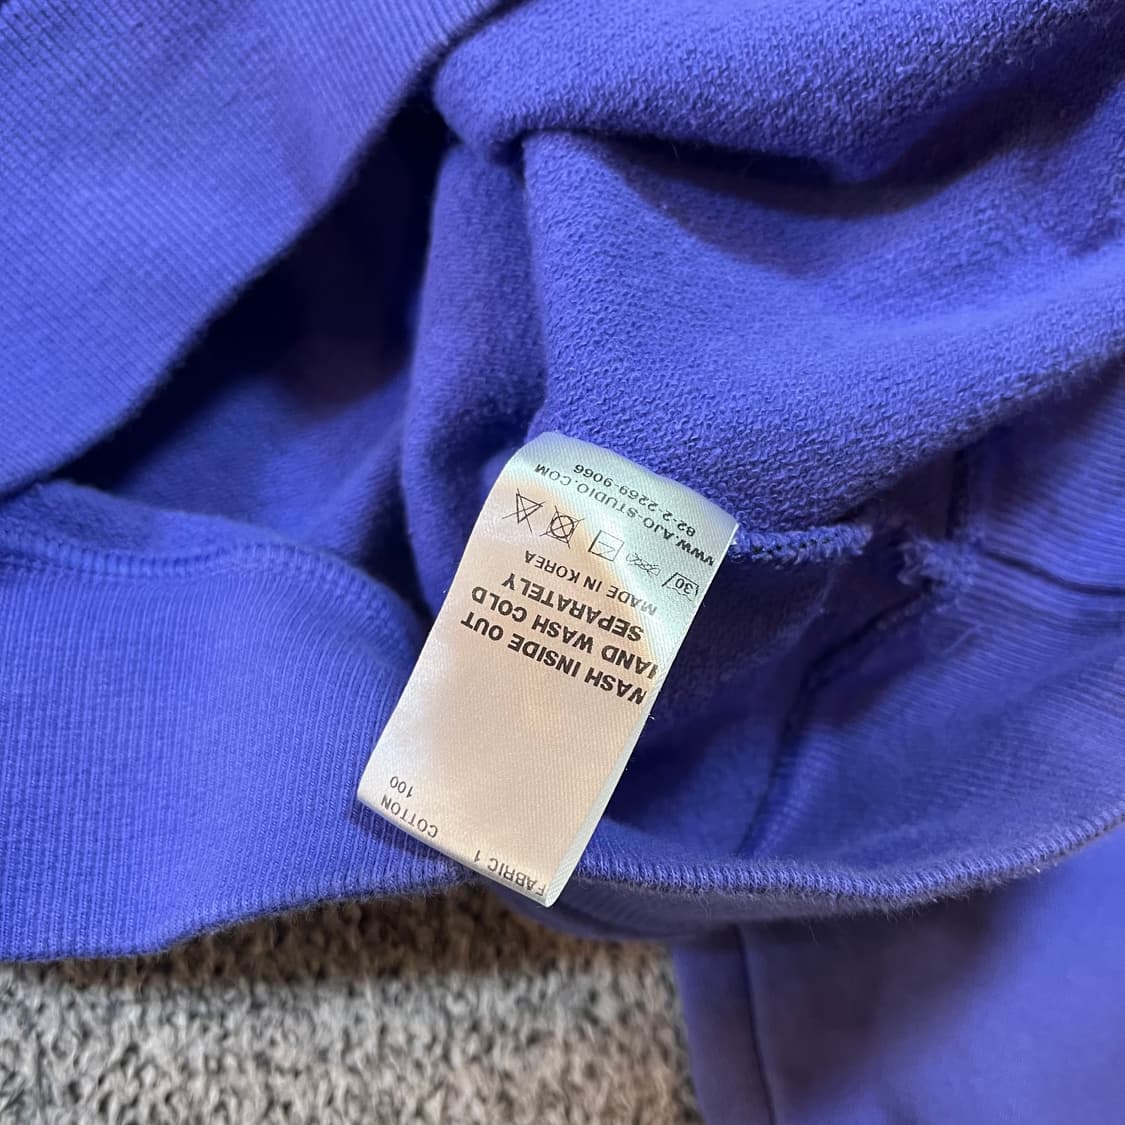 FABRIC 1
COTTON
100
WASH INSIDE OUT
HAND WASH COLD
SEPARATELY
MADE IN KOREA
30
www.AJO-STUDIO.COM
82-2-2269-9066